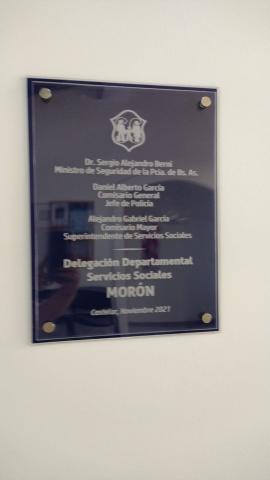 Dr. Sergio Alejandro Berni
Ministro de Seguridad de la Pcia. de Bs. As.
Daniel Alberto García
Comisario General
Jefe de Policía
Alejandro Gabriel García
Comisario Mayor
Superintendente de Servicios Sociales
Delegación Departamental
Servicios Sociales
MORÓN
Castelar, Noviembre 2021